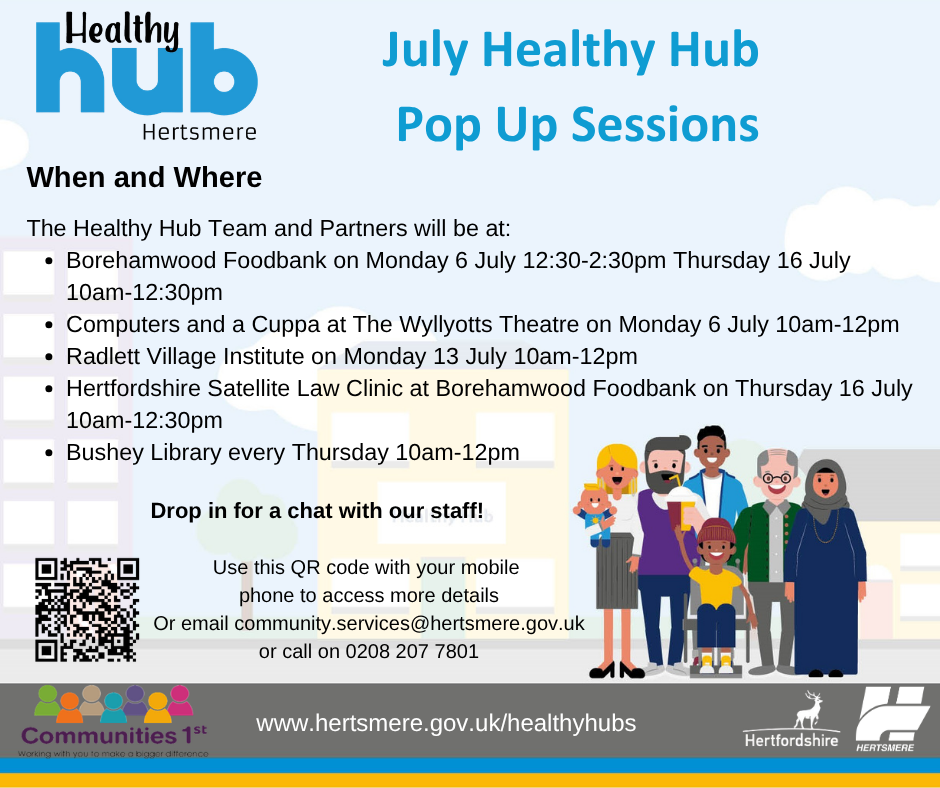 Healthy
hub
Hertsmere
July Healthy Hub
Pop Up Sessions
When and Where
The Healthy Hub Team and Partners will be at:
• Borehamwood Foodbank on Monday 6 July 12:30-2:30pm Thursday 16 July
10am-12:30pm
• Computers and a Cuppa at The Wyllyotts Theatre on Monday 6 July 10am-12pm
• Radlett Village Institute on Monday 13 July 10am-12pm
• Hertfordshire Satellite Law Clinic at Borehamwood Foodbank on Thursday 16 July
10am-12:30pm
• Bushey Library every Thursday 10am-12pm
Drop in for a chat with our staff!
Healthy Hub
Use this QR code with your mobile
phone to access more details
Or email community.services@hertsmere.gov.uk
or call on 0208 207 7801
Communities 1st
Working with you to make a bigger difference
www.hertsmere.gov.uk/healthyhubs
Hertfordshire
HERTSMERE